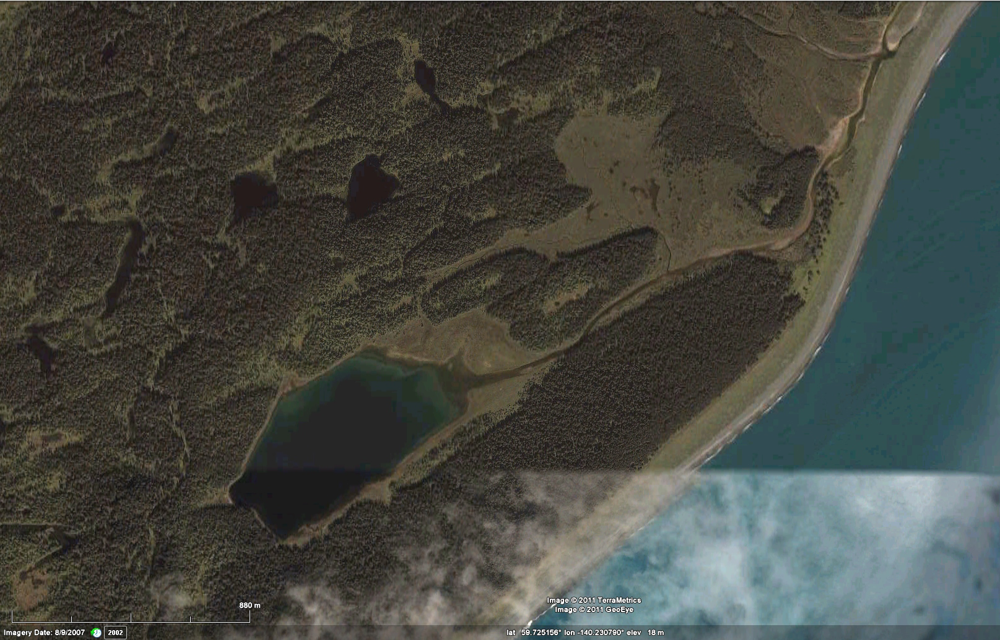 880 m
Image © 2011 TerraMetrics
Image © 2011 GeoEye
Imagery Date: 8/9/2007 2002 lat 59.725156° lon -140.230790° elev 18 m